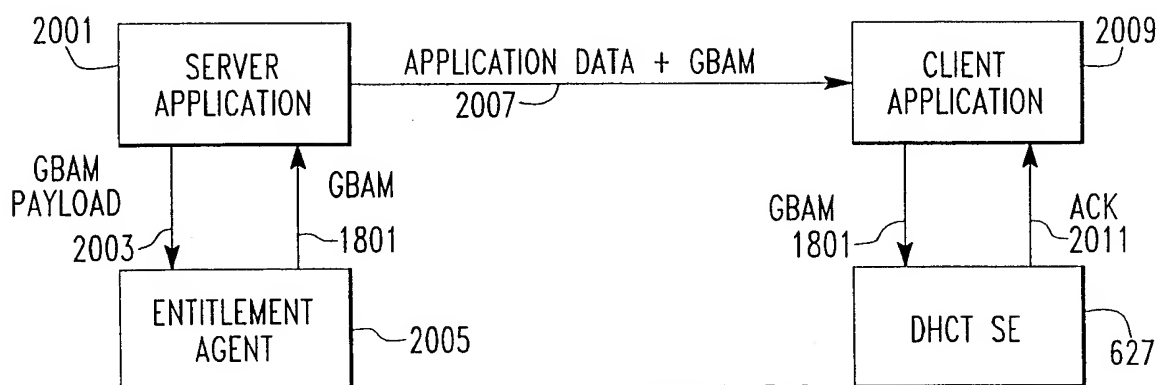 2001
SERVER
APPLICATION
APPLICATION DATA + GBAM
2007
2009
CLIENT
APPLICATION
GBAM
PAYLOAD
2003
GBAM
1801
GBAM
1801
ACK
2011
ENTITLEMENT
AGENT
2005
DHCT SE
627